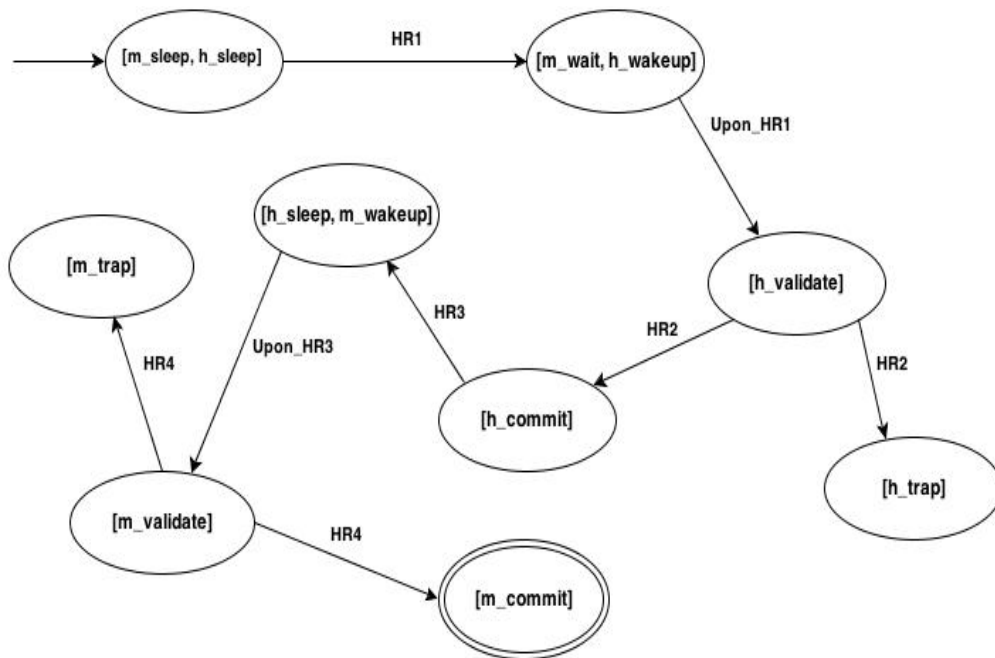 [m_sleep, h_sleep]
HR1
[m_wait, h_wakeup]
Upon_HR1
[h_sleep, m_wakeup]
[m_trap]
[h_validate]
HR3
HR2
Upon_HR3
HR4
HR2
[h_commit]
[h_trap]
[m_validate]
HR4
[m_commit]